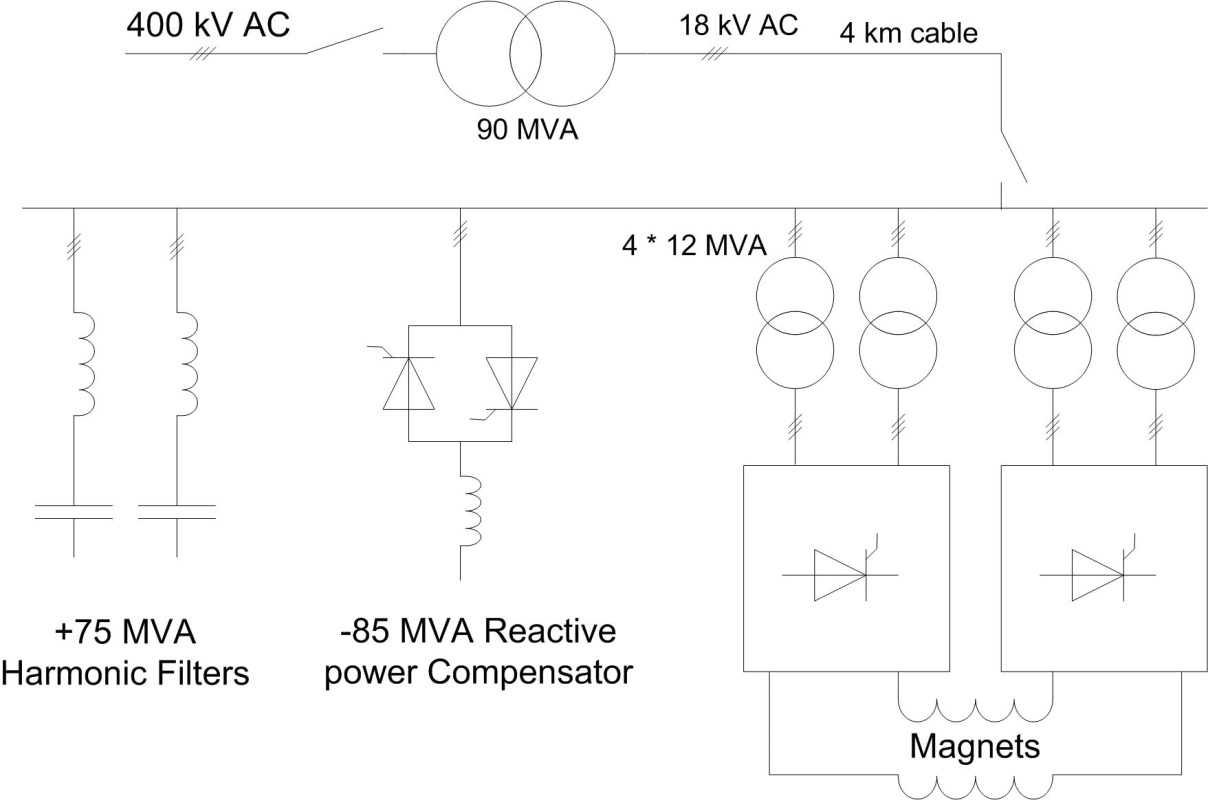 400 kV AC
18 kV AC
4 km cable
90 MVA
4 * 12 MVA
+75 MVA
Harmonic Filters
-85 MVA Reactive
power Compensator
Magnets